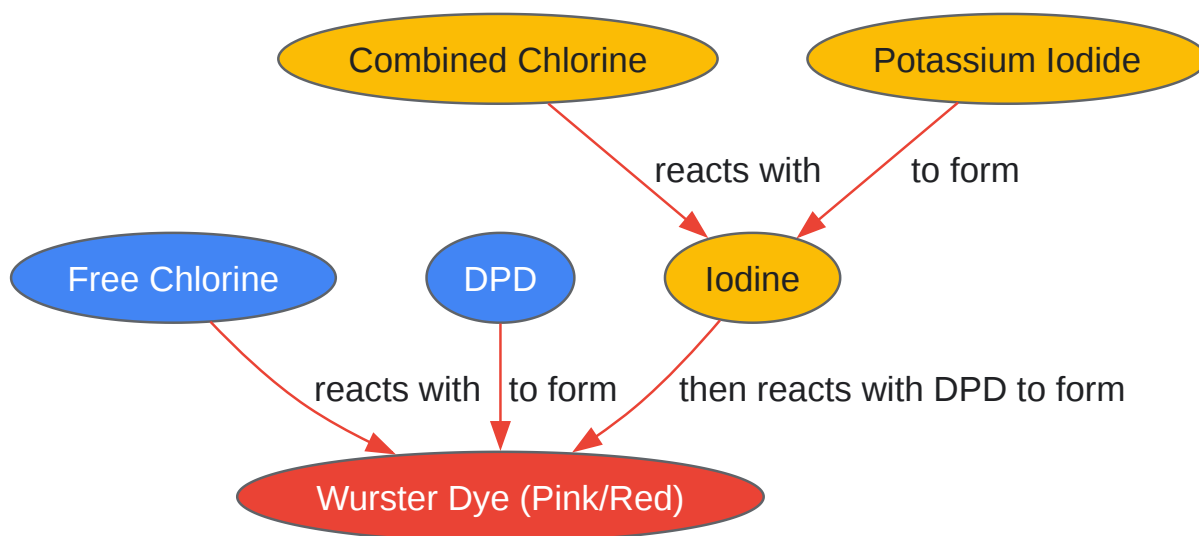 Combined Chlorine
Potassium Iodide
reacts with
to form
Free Chlorine
DPD
Iodine
reacts with
to form
then reacts with DPD to form
Wurster Dye (Pink/Red)